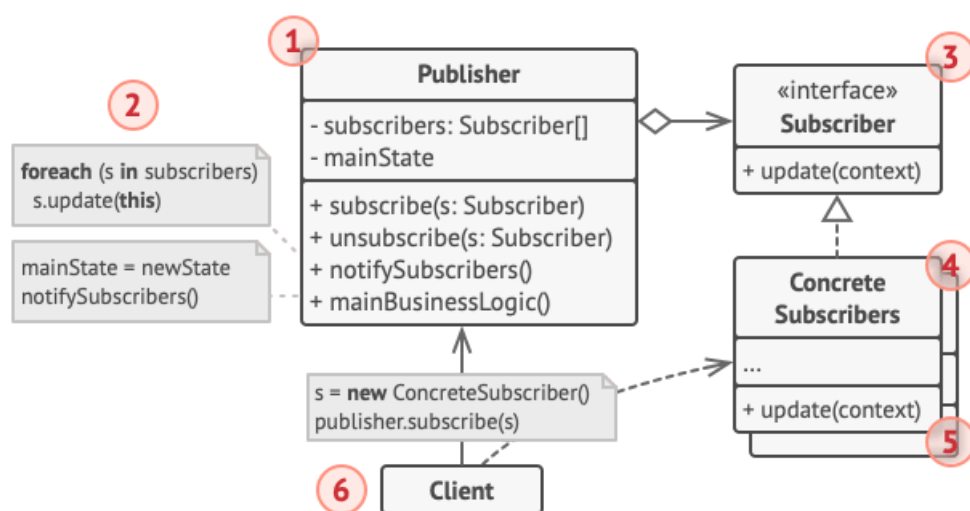 1
Publisher
- subscribers: Subscriber[]
- mainState
+ subscribe(s: Subscriber)
+ unsubscribe(s: Subscriber)
+ notifySubscribers()
+ mainBusinessLogic()
2
foreach (s in subscribers)
s.update(this)
mainState = newState
notifySubscribers()
3
«interface»
Subscriber
+ update(context)
4
Concrete
Subscribers
...
+ update(context)
5
s = new ConcreteSubscriber()
publisher.subscribe(s)
6
Client